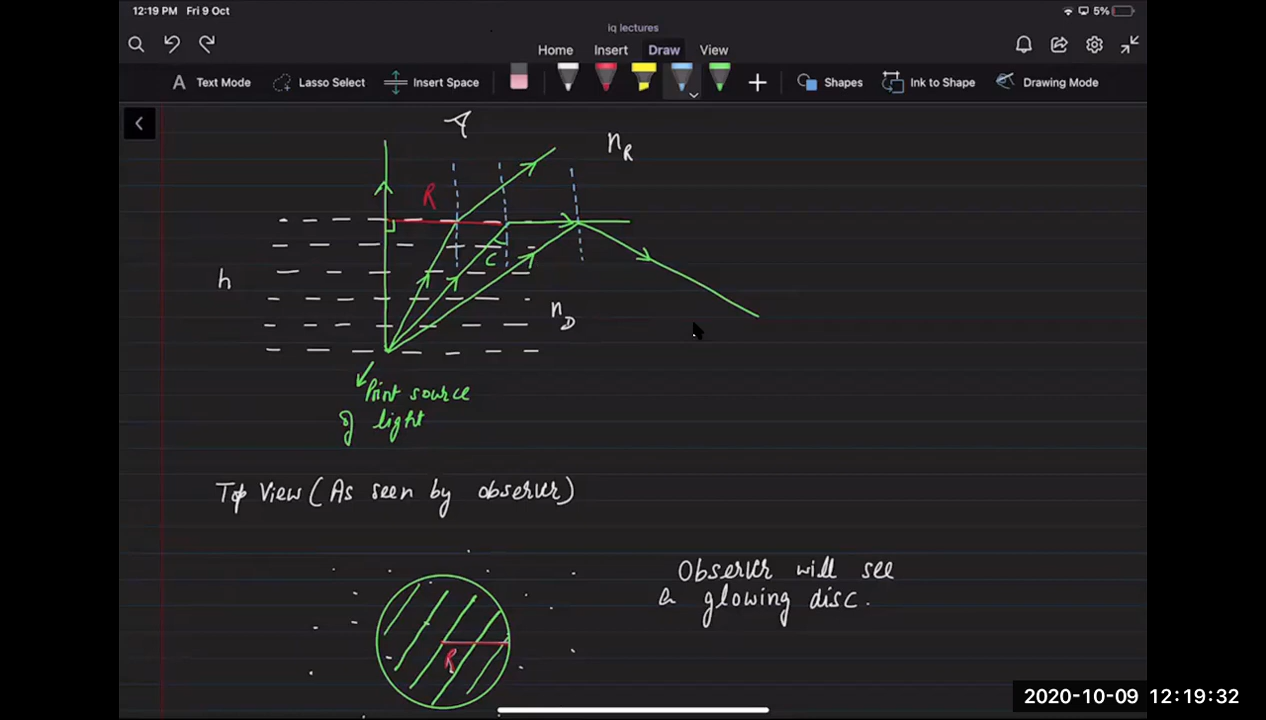 12:19 PM Fri 9 Oct
5%
iq lectures
Home Insert Draw View
Text Mode Lasso Select Insert Space Shapes Ink to Shape Drawing Mode
n_R
R
C
h
n_D
Point source
of light
Top View (As seen by observer)
Observer will see
a glowing disc.
R
2020-10-09 12:19:32